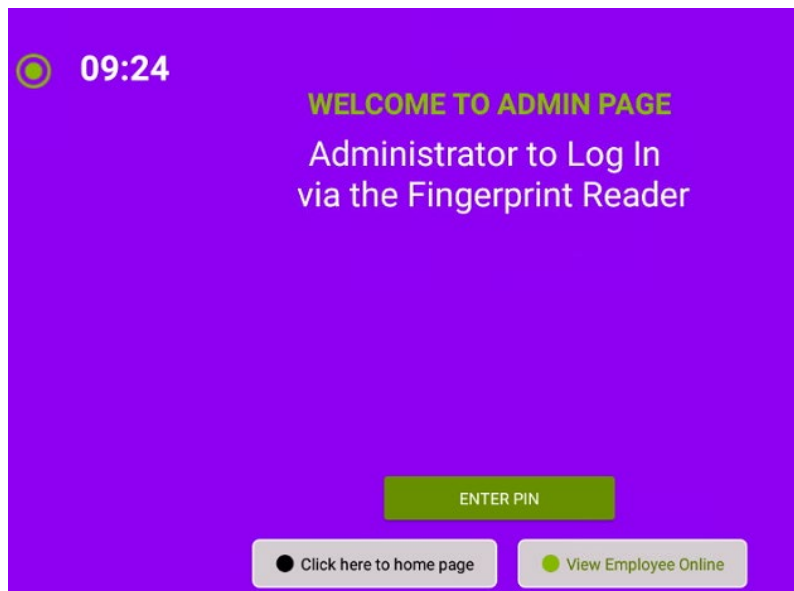 09:24
WELCOME TO ADMIN PAGE
Administrator to Log In
via the Fingerprint Reader
ENTER PIN
Click here to home page
View Employee Online